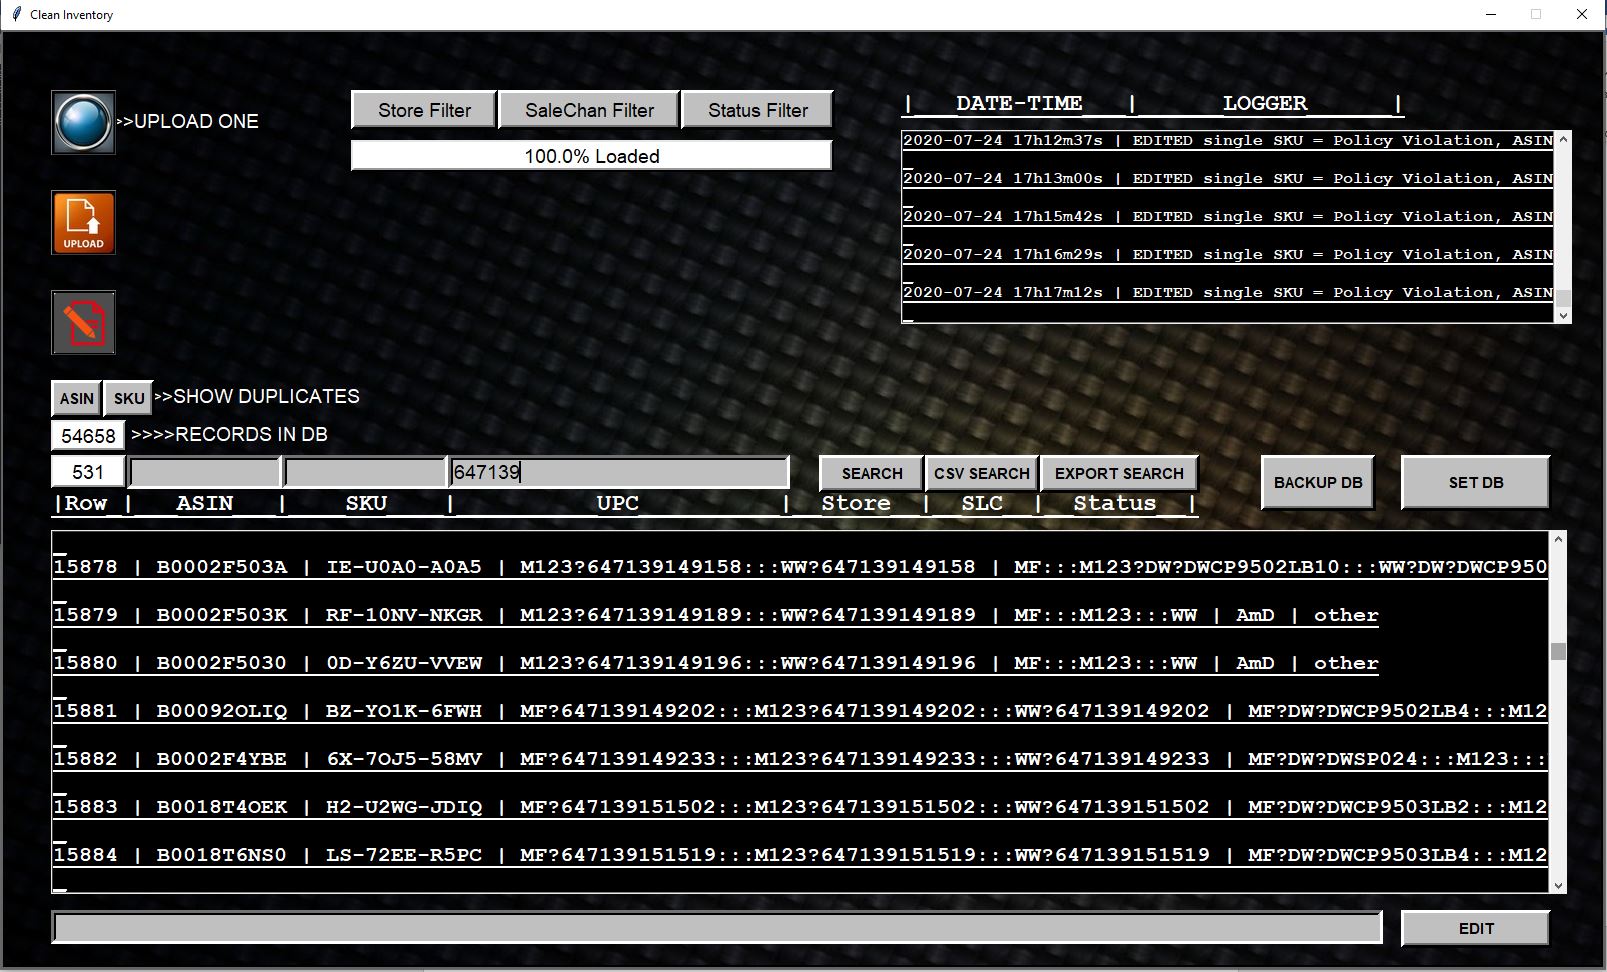 Clean Inventory
>>UPLOAD ONE
Store Filter SaleChan Filter Status Filter
100.0% Loaded
| DATE-TIME | LOGGER |
2020-07-24 17h12m37s | EDITED single SKU = Policy Violation, ASIN
2020-07-24 17h13m00s | EDITED single SKU = Policy Violation, ASIN
2020-07-24 17h15m42s | EDITED single SKU = Policy Violation, ASIN
2020-07-24 17h16m29s | EDITED single SKU = Policy Violation, ASIN
2020-07-24 17h17m12s | EDITED single SKU = Policy Violation, ASIN
UPLOAD
ASIN SKU >>SHOW DUPLICATES
54658 >>>>RECORDS IN DB
531 647139 SEARCH CSV SEARCH EXPORT SEARCH BACKUP DB SET DB
|Row | ASIN | SKU | UPC | Store | SLC | Status |
15878 | B0002F503A | IE-U0A0-A0A5 | M123?647139149158:::WW?647139149158 | MF:::M123?DW?DWCP9502LB10:::WW?DW?DWCP950
15879 | B0002F503K | RF-10NV-NKGR | M123?647139149189:::WW?647139149189 | MF:::M123:::WW | AmD | other
15880 | B0002F5030 | 0D-Y6ZU-VVEW | M123?647139149196:::WW?647139149196 | MF:::M123:::WW | AmD | other
15881 | B00092OLIQ | BZ-YO1K-6FWH | MF?647139149202:::M123?647139149202:::WW?647139149202 | MF?DW?DWCP9502LB4:::M12
15882 | B0002F4YBE | 6X-7OJ5-58MV | MF?647139149233:::M123?647139149233:::WW?647139149233 | MF?DW?DWSP024:::M123:::
15883 | B0018T4OEK | H2-U2WG-JDIQ | MF?647139151502:::M123?647139151502:::WW?647139151502 | MF?DW?DWCP9503LB2:::M12
15884 | B0018T6NS0 | LS-72EE-R5PC | MF?647139151519:::M123?647139151519:::WW?647139151519 | MF?DW?DWCP9503LB4:::M12
EDIT